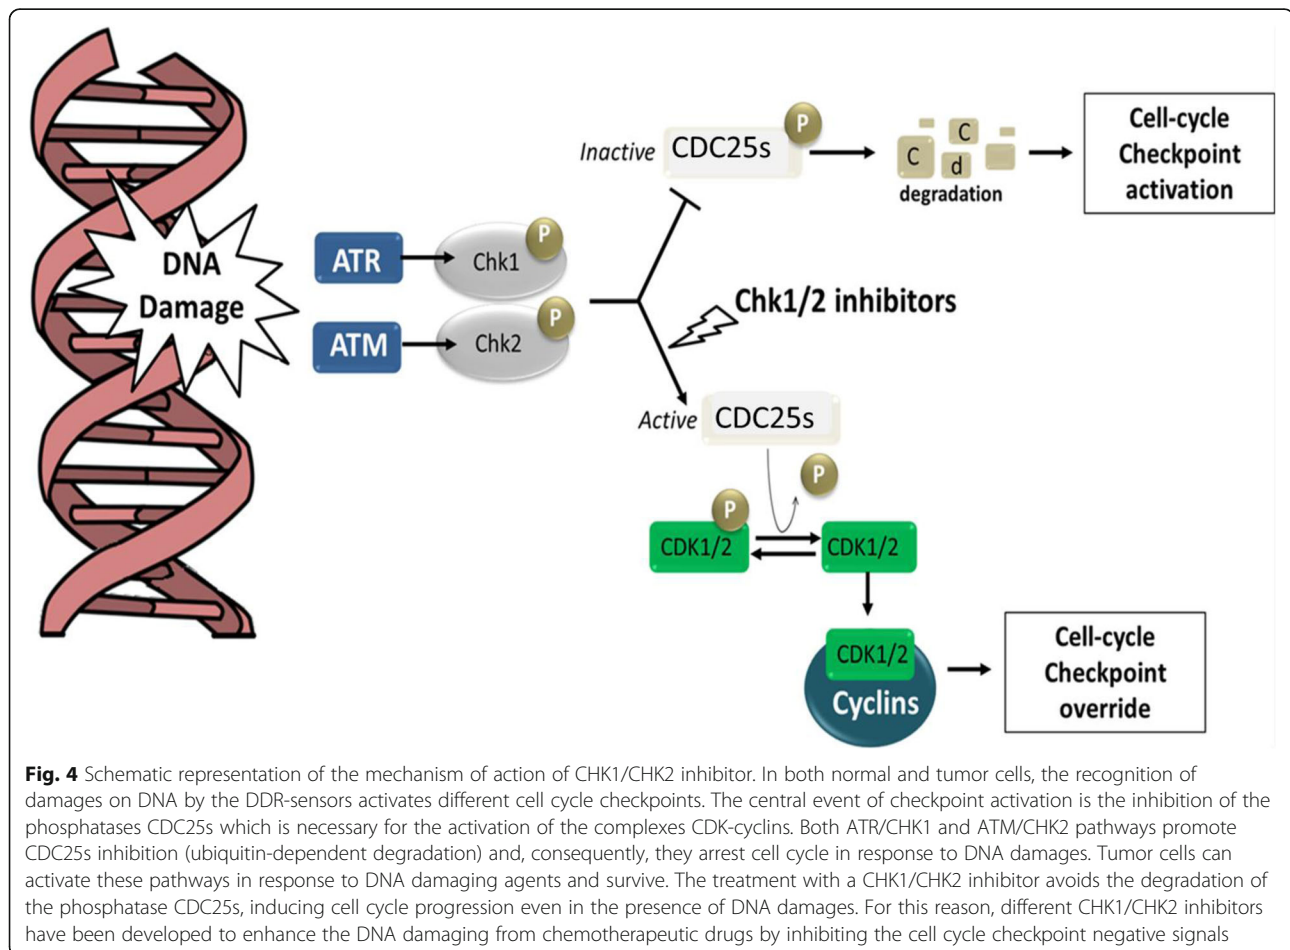 P
Inactive CDC25s
C
C
d
degradation
Cell-cycle
Checkpoint
activation
DNA
Damage
ATR
Chk1
P
ATM
Chk2
P
Chk1/2 inhibitors
Active CDC25s
P
P
CDK1/2
CDK1/2
CDK1/2
Cyclins
Cell-cycle
Checkpoint
override
Fig. 4 Schematic representation of the mechanism of action of CHK1/CHK2 inhibitor. In both normal and tumor cells, the recognition of
damages on DNA by the DDR-sensors activates different cell cycle checkpoints. The central event of checkpoint activation is the inhibition of the
phosphatases CDC25s which is necessary for the activation of the complexes CDK-cyclins. Both ATR/CHK1 and ATM/CHK2 pathways promote
CDC25s inhibition (ubiquitin-dependent degradation) and, consequently, they arrest cell cycle in response to DNA damages. Tumor cells can
activate these pathways in response to DNA damaging agents and survive. The treatment with a CHK1/CHK2 inhibitor avoids the degradation of
the phosphatase CDC25s, inducing cell cycle progression even in the presence of DNA damages. For this reason, different CHK1/CHK2 inhibitors
have been developed to enhance the DNA damaging from chemotherapeutic drugs by inhibiting the cell cycle checkpoint negative signals